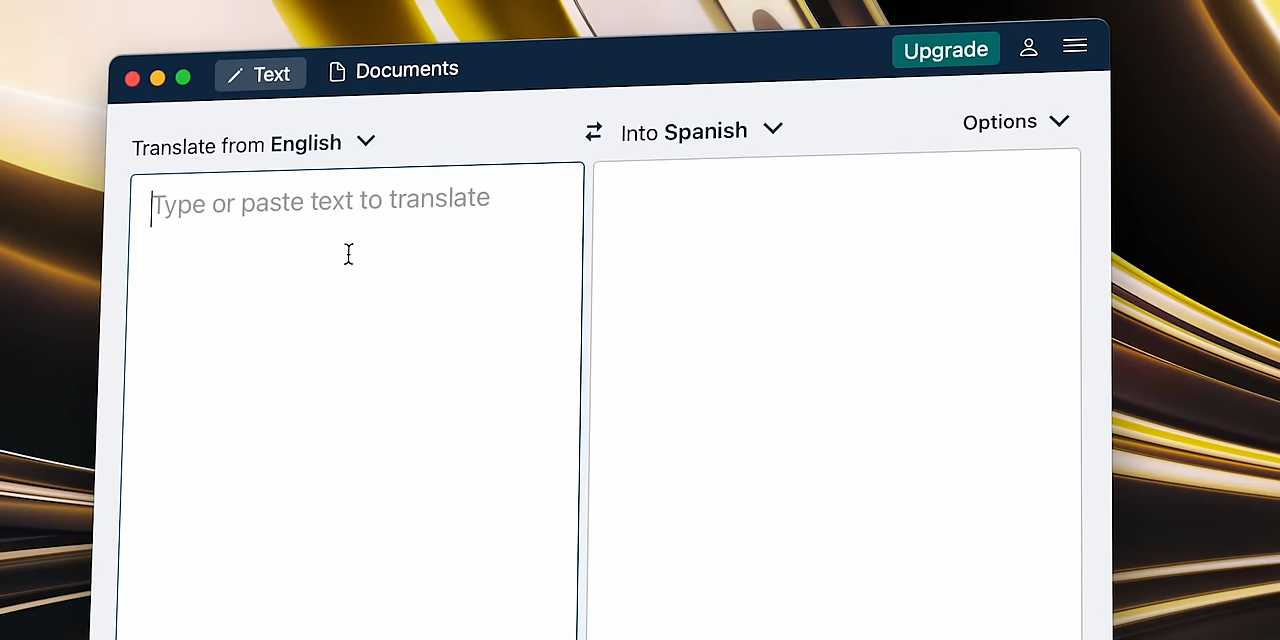 Text
Documents
Upgrade
Translate from English
Into Spanish
Options
Type or paste text to translate